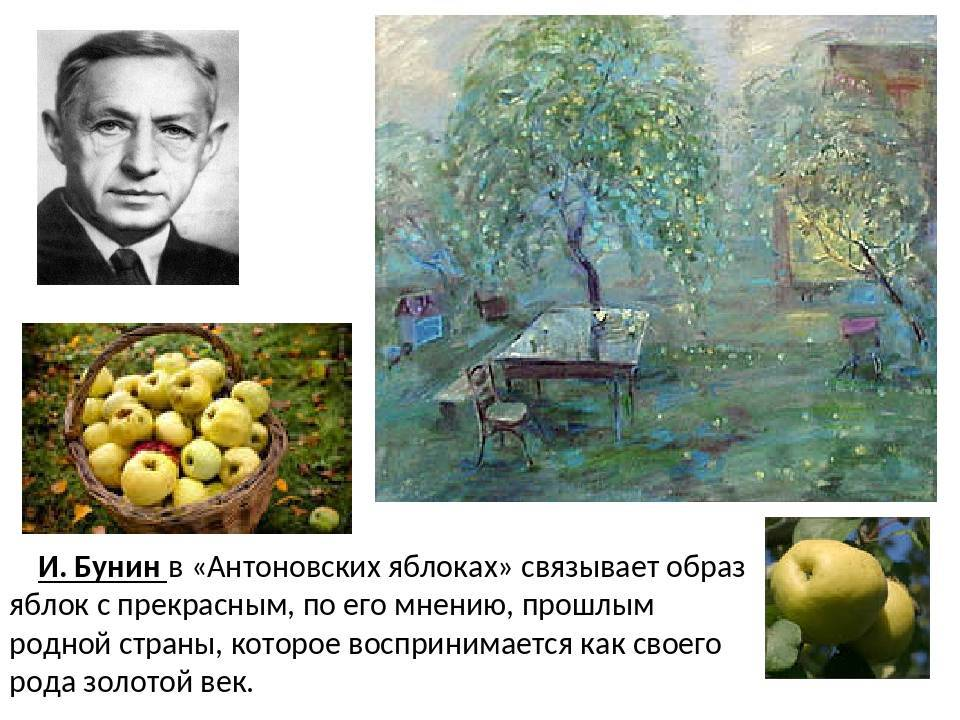 И. Бунин в «Антоновских яблоках» связывает образ
яблок с прекрасным, по его мнению, прошлым
родной страны, которое воспринимается как своего
рода золотой век.